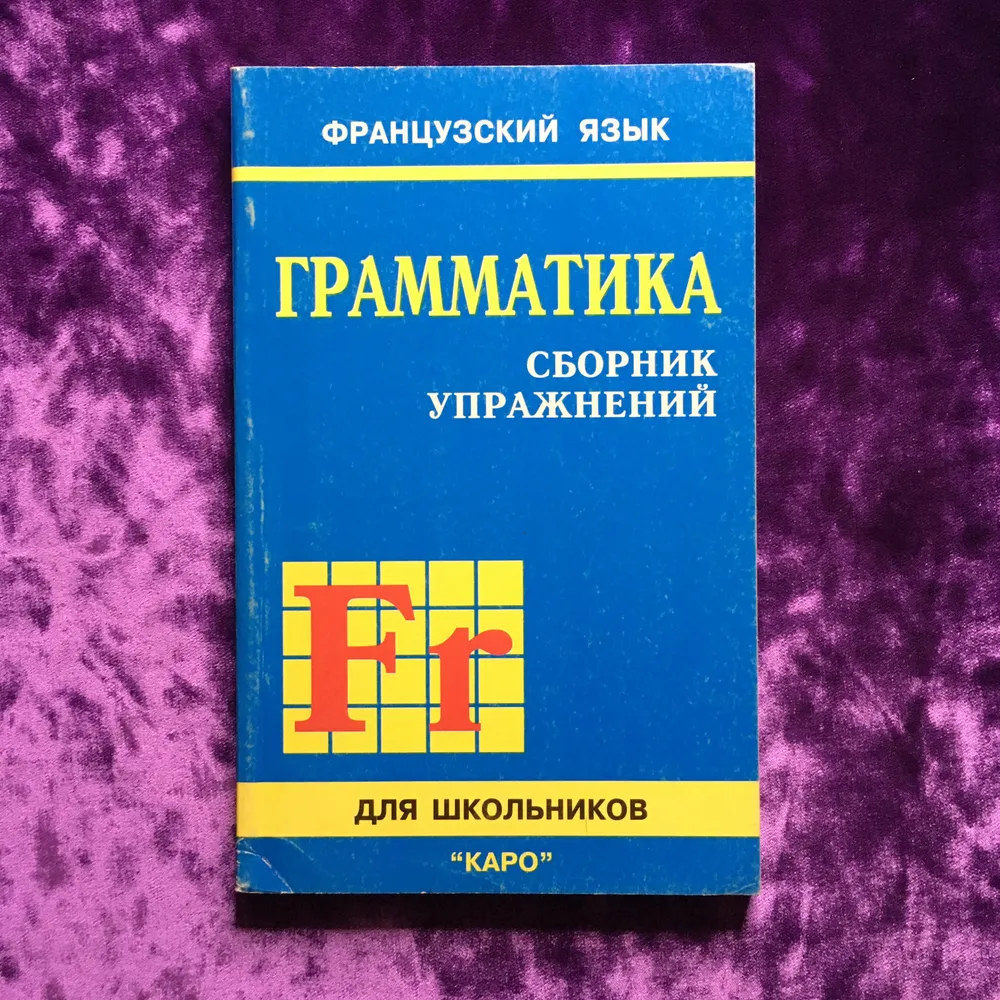 ФРАНЦУЗСКИЙ ЯЗЫК
ГРАММАТИКА
СБОРНИК
УПРАЖНЕНИЙ
Fr
ДЛЯ ШКОЛЬНИКОВ
"КАРО"